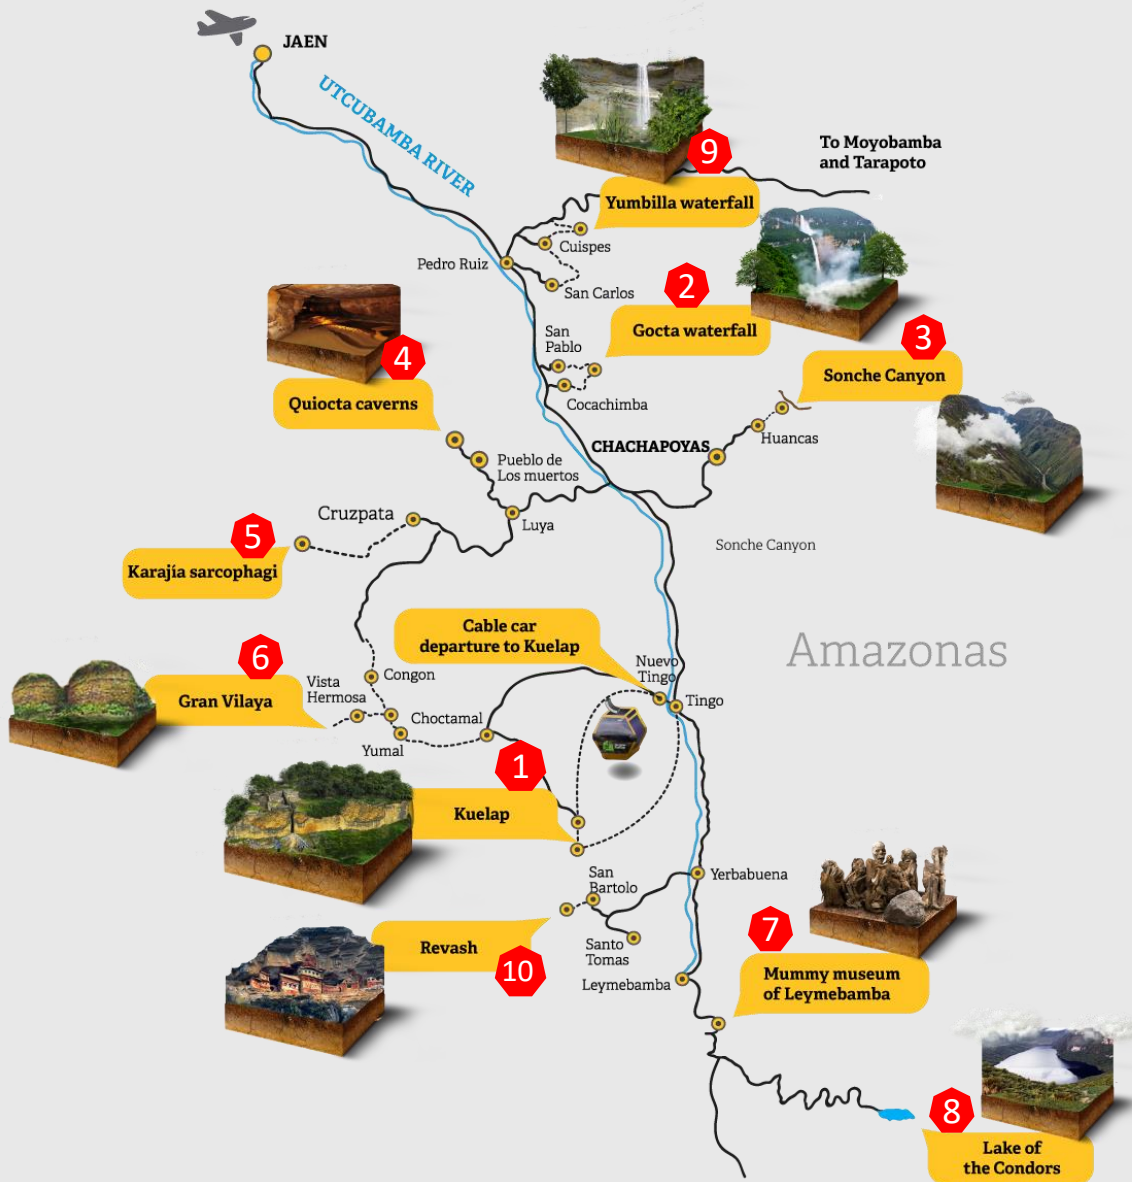 JAEN
UTCUBAMBA RIVER
9
To Moyobamba
and Tarapoto
Yumbilla waterfall
Cuispes
Pedro Ruiz
San Carlos
2
Gocta waterfall
San
Pablo
Cocachimba
3
Sonche Canyon
4
Quiocta caverns
Huancas
CHACHAPOYAS
Pueblo de
Los muertos
Luya
Cruzpata
5
Karajía sarcophagi
Sonche Canyon
Cable car
departure to Kuelap
Amazonas
6
Gran Vilaya
Vista
Hermosa
Congon
Nuevo
Tingo
Tingo
Choctamal
Yumal
1
Kuelap
San
Bartolo
Yerbabuena
Revash
10
Santo
Tomas
Leymebamba
7
Mummy museum
of Leymebamba
8
Lake of
the Condors